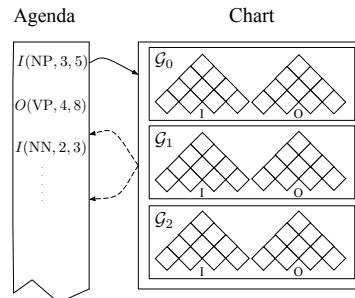 Agenda
Chart
I(NP, 3, 5)
O(VP, 4, 8)
I(NN, 2, 3)
G₀
I
O
G₁
I
O
G₂
I
O